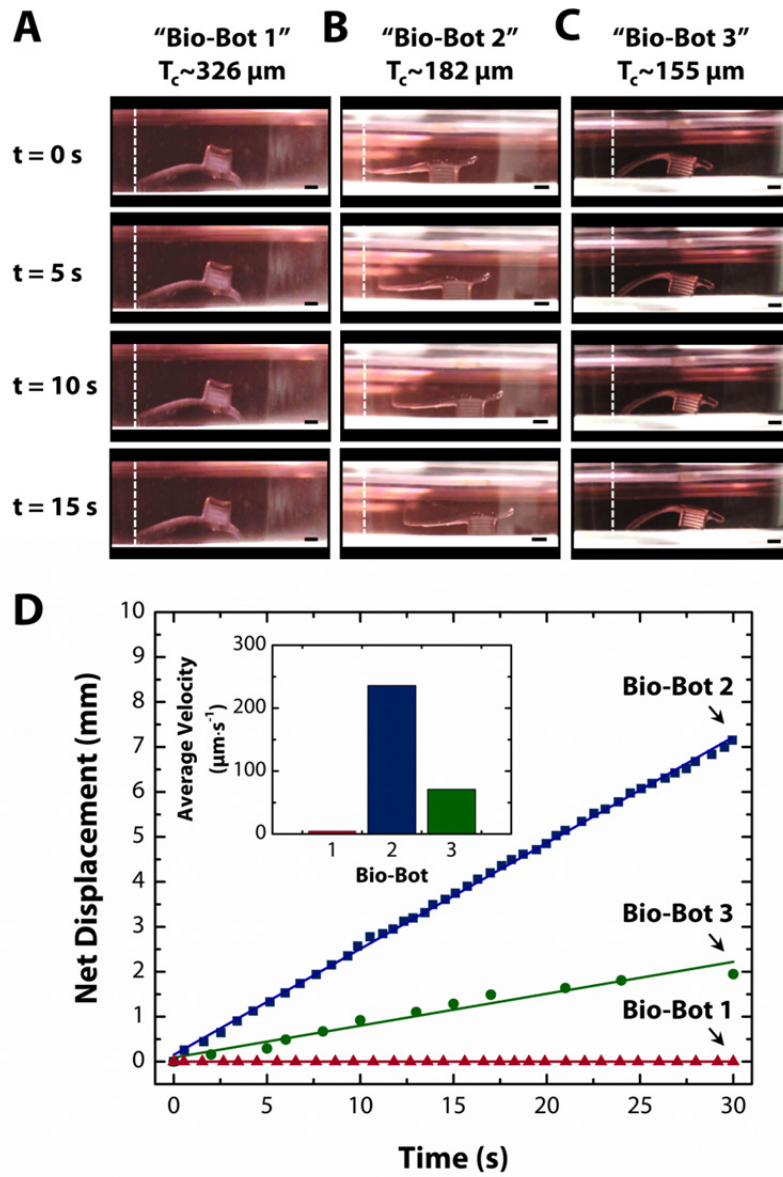 A "Bio-Bot 1" B "Bio-Bot 2" C "Bio-Bot 3"
Tc~326 µm Tc~182 µm Tc~155 µm
t = 0 s
t = 5 s
t = 10 s
t = 15 s
D
Net Displacement (mm)
10
9
8
7
6
5
4
3
2
1
0
Average Velocity
(µm·s⁻¹)
300
200
100
0
1 2 3
Bio-Bot
Bio-Bot 2
Bio-Bot 3
Bio-Bot 1
0 5 10 15 20 25 30
Time (s)